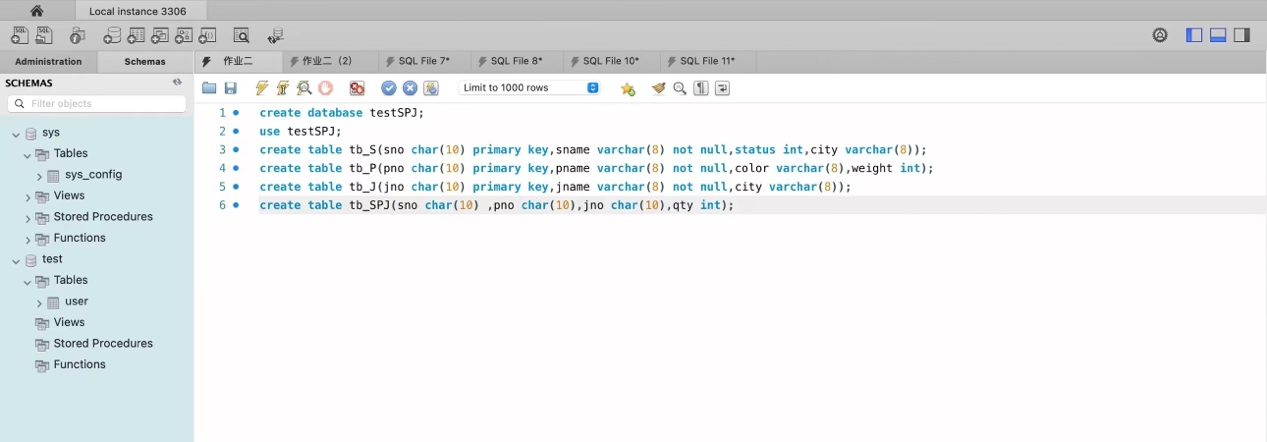 Local instance 3306
Administration
Schemas
作业二
作业二 (2)
SQL File 7*
SQL File 8*
SQL File 10*
SQL File 11*
SCHEMAS
Filter objects
Limit to 1000 rows
sys
Tables
sys_config
Views
Stored Procedures
Functions
test
Tables
user
Views
Stored Procedures
Functions
1 create database testSPJ;
2 use testSPJ;
3 create table tb_S(sno char(10) primary key,sname varchar(8) not null,status int,city varchar(8));
4 create table tb_P(pno char(10) primary key,pname varchar(8) not null,color varchar(8),weight int);
5 create table tb_J(jno char(10) primary key,jname varchar(8) not null,city varchar(8));
6 create table tb_SPJ(sno char(10) ,pno char(10),jno char(10),qty int);